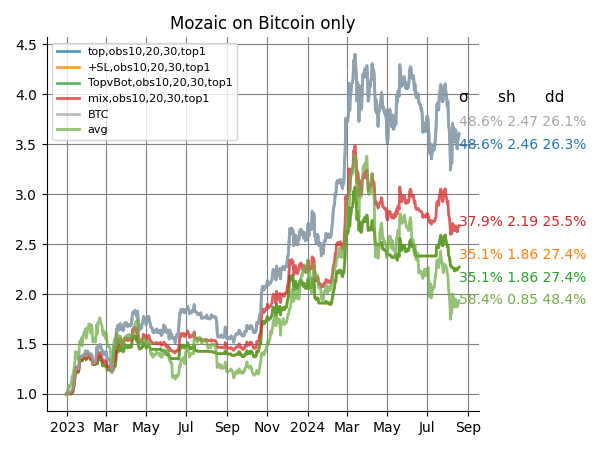 Mozaic on Bitcoin only
4.5
4.0
3.5
3.0
2.5
2.0
1.5
1.0
top,obs10,20,30,top1
+SL,obs10,20,30,top1
TopvBot,obs10,20,30,top1
mix,obs10,20,30,top1
BTC
avg
σ sh dd
48.6% 2.47 26.1%
48.6% 2.46 26.3%
37.9% 2.19 25.5%
35.1% 1.86 27.4%
35.1% 1.86 27.4%
58.4% 0.85 48.4%
2023 Mar May Jul Sep Nov 2024 Mar May Jul Sep